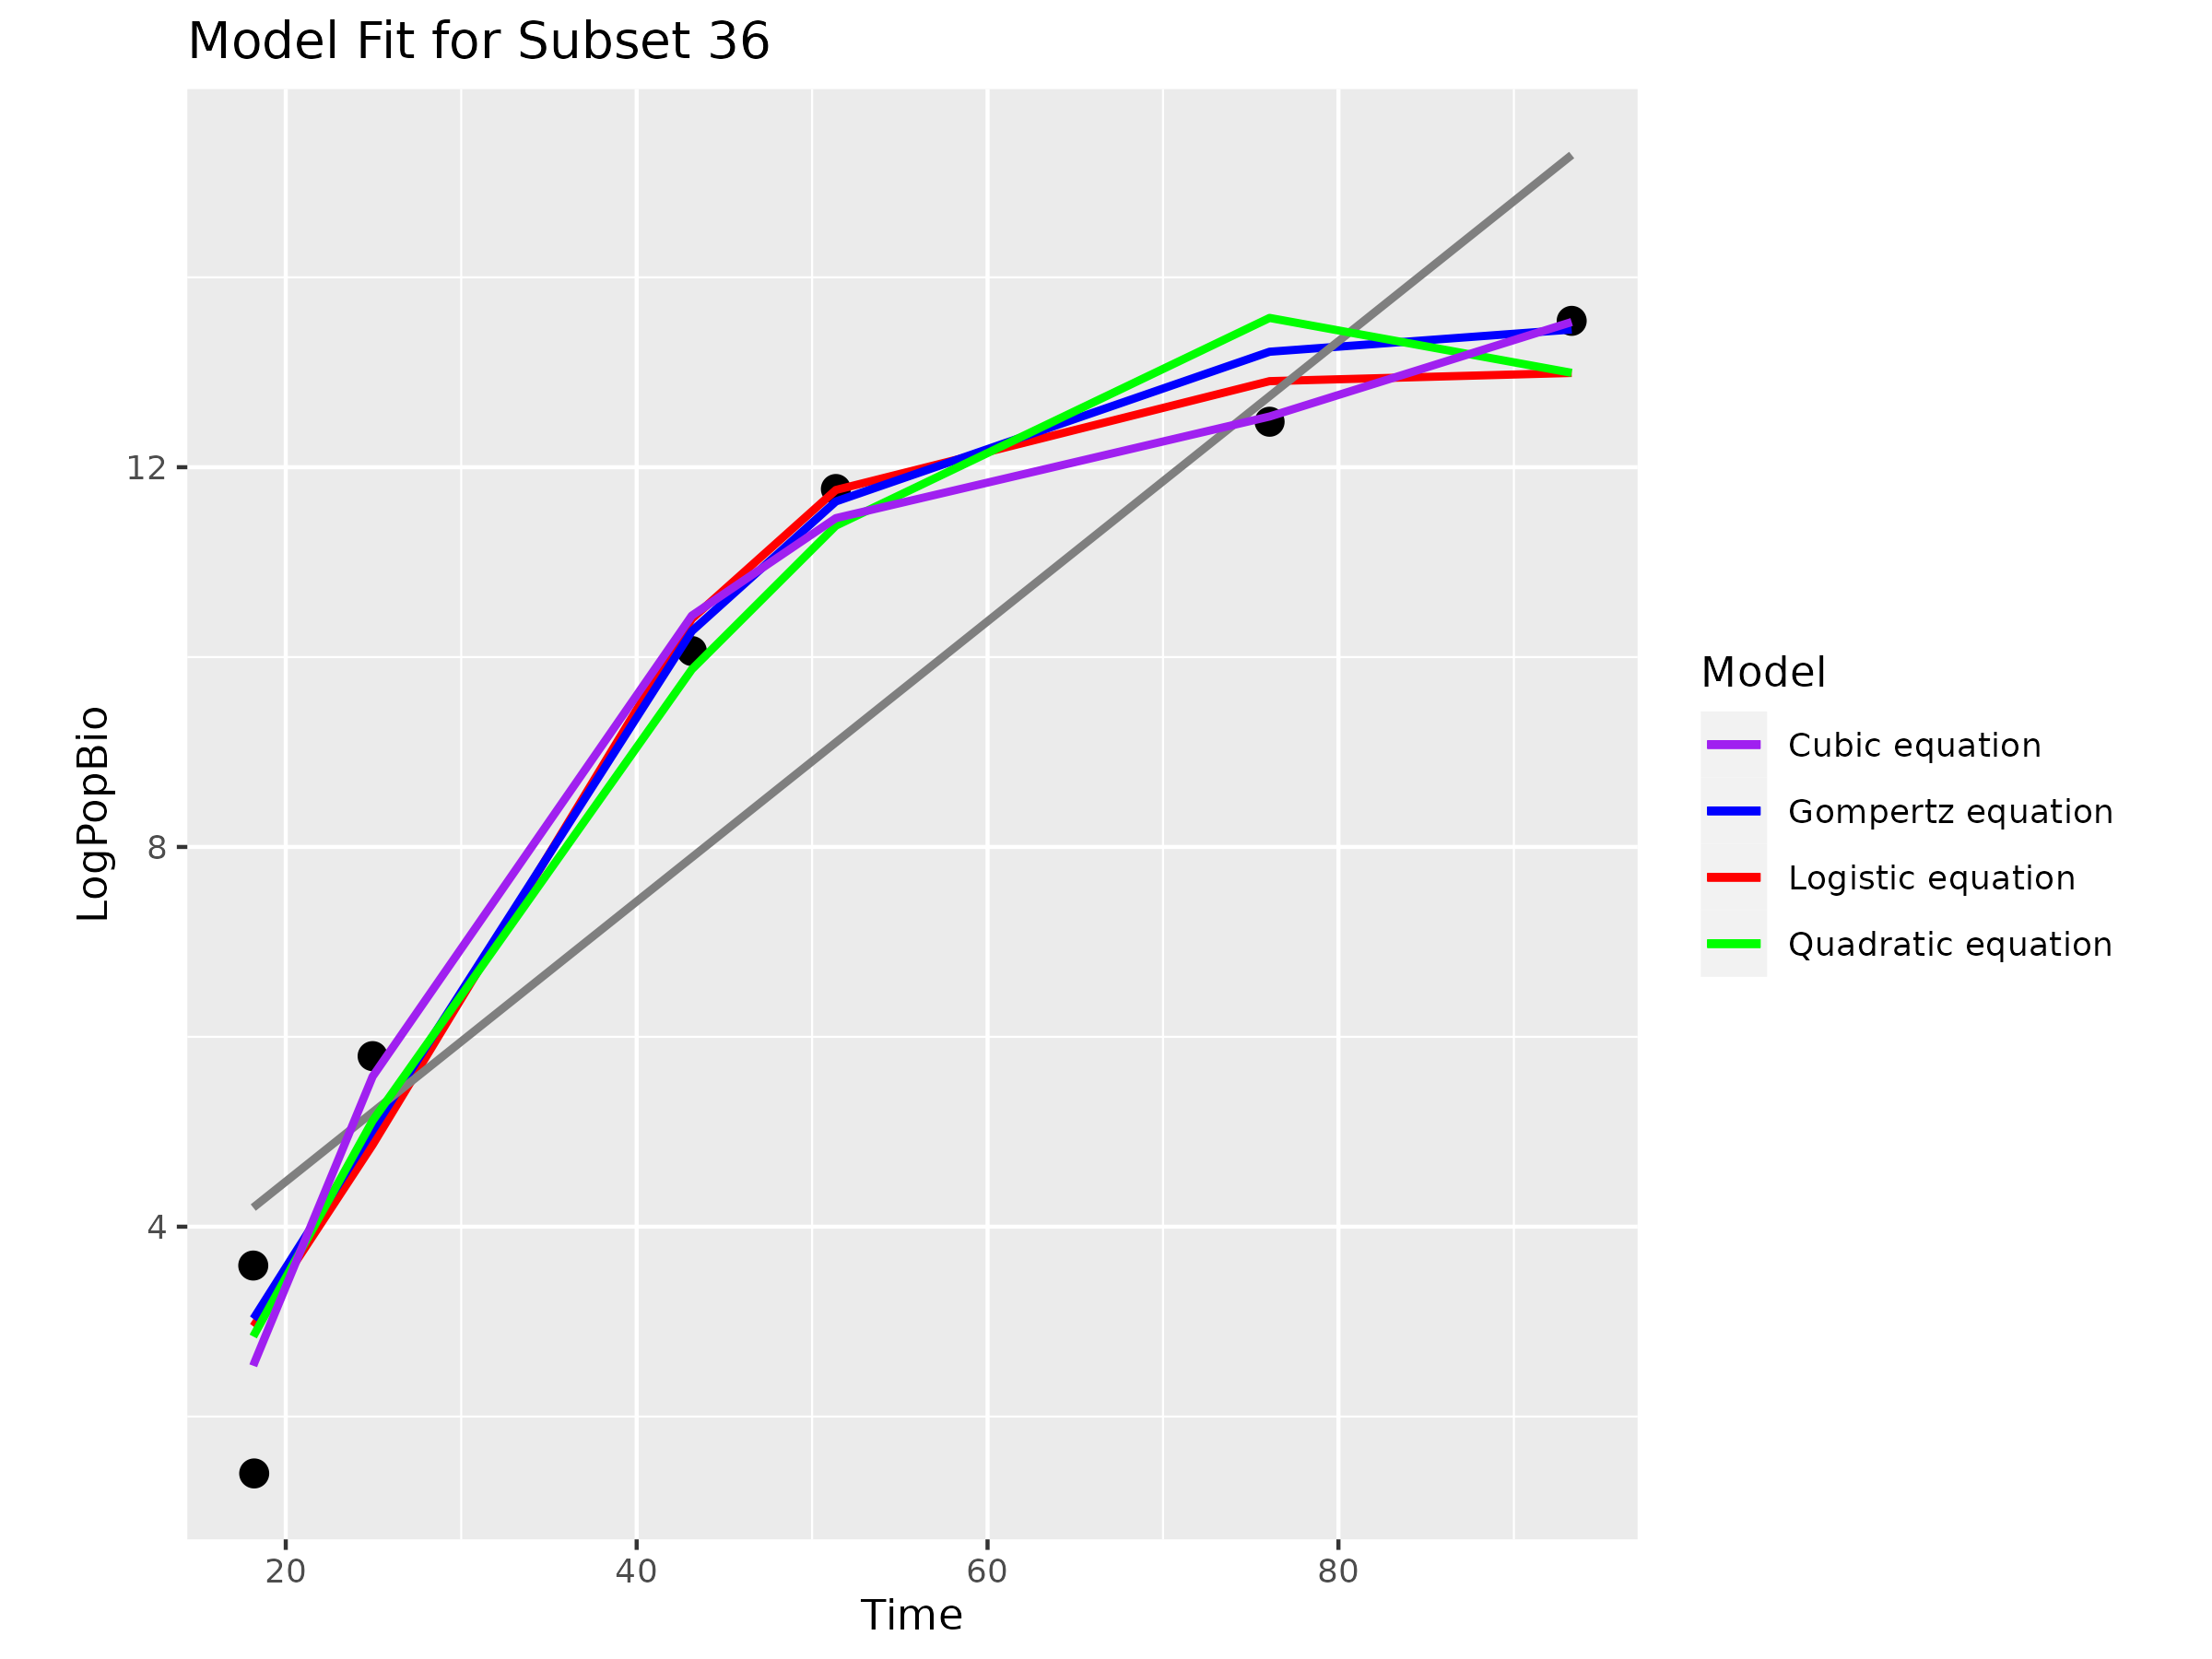 Model Fit for Subset 36
LogPopBio
12
8
4
20 40 60 80
Time
Model
Cubic equation
Gompertz equation
Logistic equation
Quadratic equation